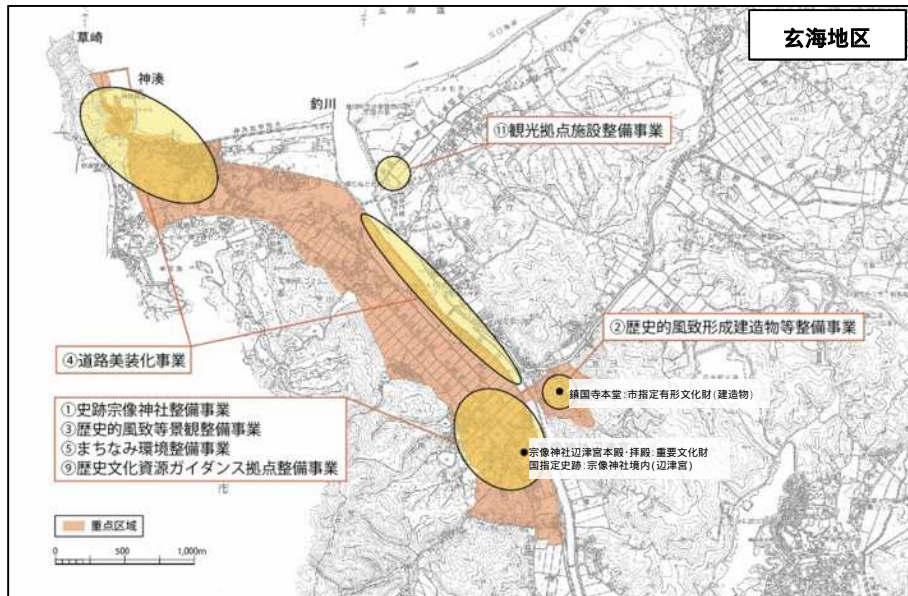 玄海地区
草崎
神湊
釣川
⑪観光拠点施設整備事業
②歴史的風致形成建造物等整備事業
④道路美装化事業
鎮国寺本堂:市指定有形文化財(建造物)
①史跡宗像神社整備事業
③歴史的風致等景観整備事業
⑤まちなみ環境整備事業
⑨歴史文化資源ガイダンス拠点整備事業
宗像神社辺津宮本殿・拝殿:重要文化財
国指定史跡:宗像神社境内(辺津宮)
市
重点区域
0 500 1,000m